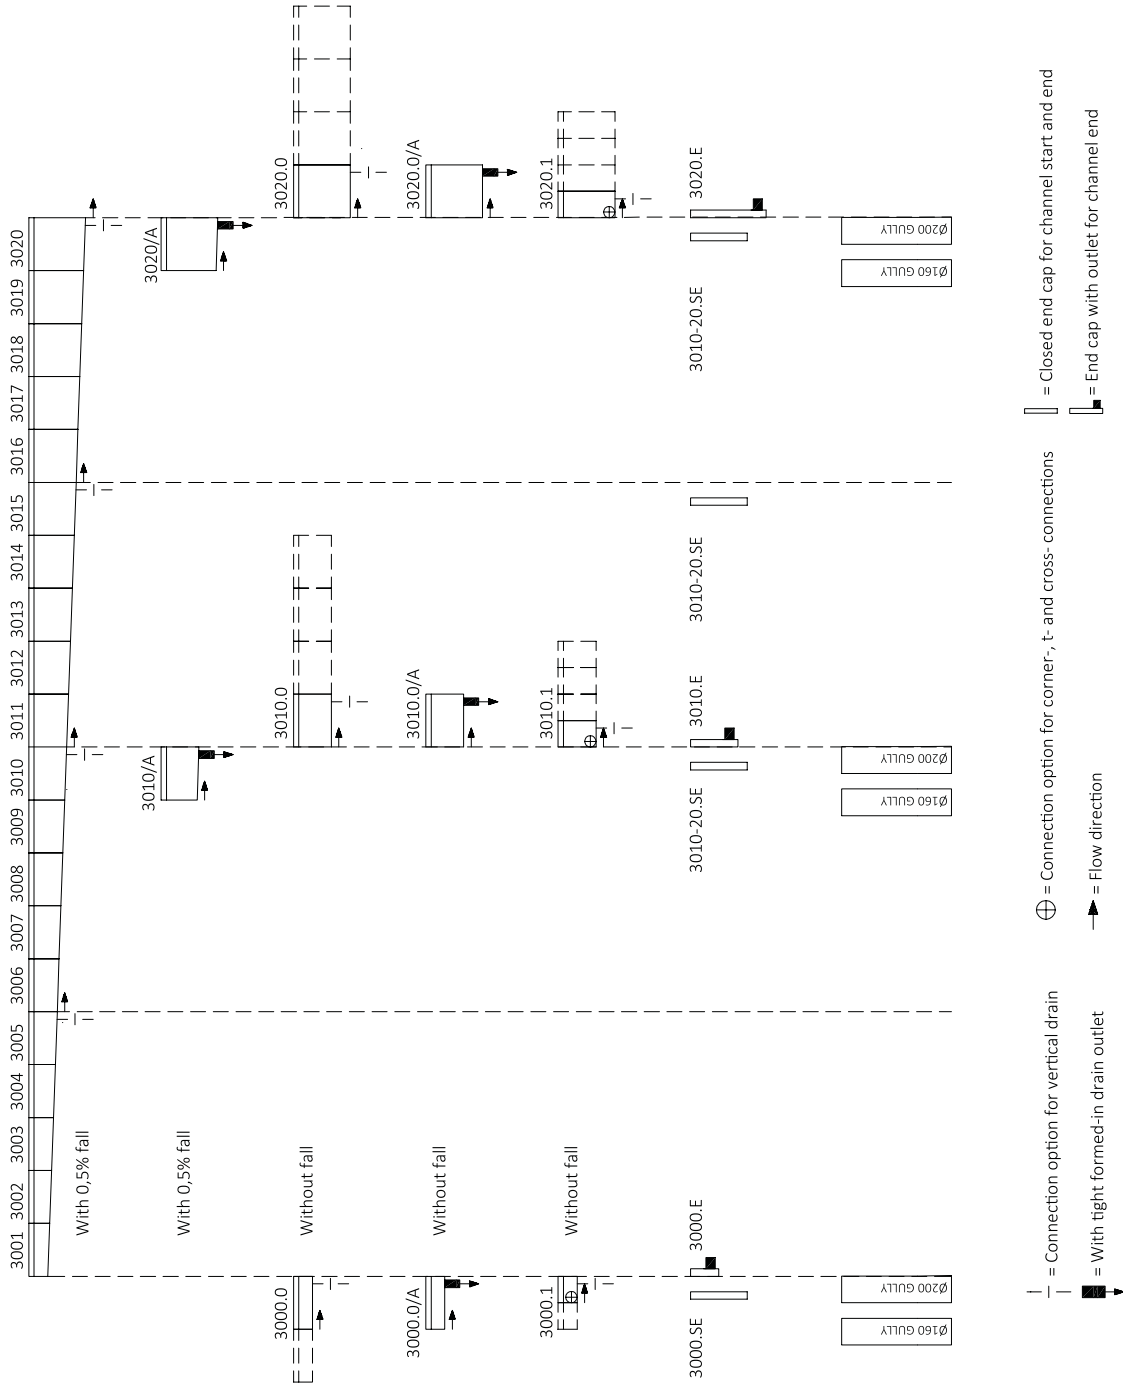 3001 3002 3003 3004 3005 3006 3007 3008 3009 3010 3011 3012 3013 3014 3015 3016 3017 3018 3019 3020
With 0,5% fall
With 0,5% fall
3010/A
3020/A
3000.0
Without fall
3010.0
3020.0
3000.0/A
Without fall
3010.0/A
3020.0/A
3000.1
Without fall
3010.1
3020.1
3000.SE
3000.E
3010-20.SE
3010.E
3010-20.SE
3010-20.SE
3020.E
Ø160 GULLY
Ø200 GULLY
Ø160 GULLY
Ø200 GULLY
Ø160 GULLY
Ø200 GULLY
= Connection option for vertical drain
= Connection option for corner-, t- and cross- connections
= Closed end cap for channel start and end
= With tight formed-in drain outlet
= Flow direction
= End cap with outlet for channel end